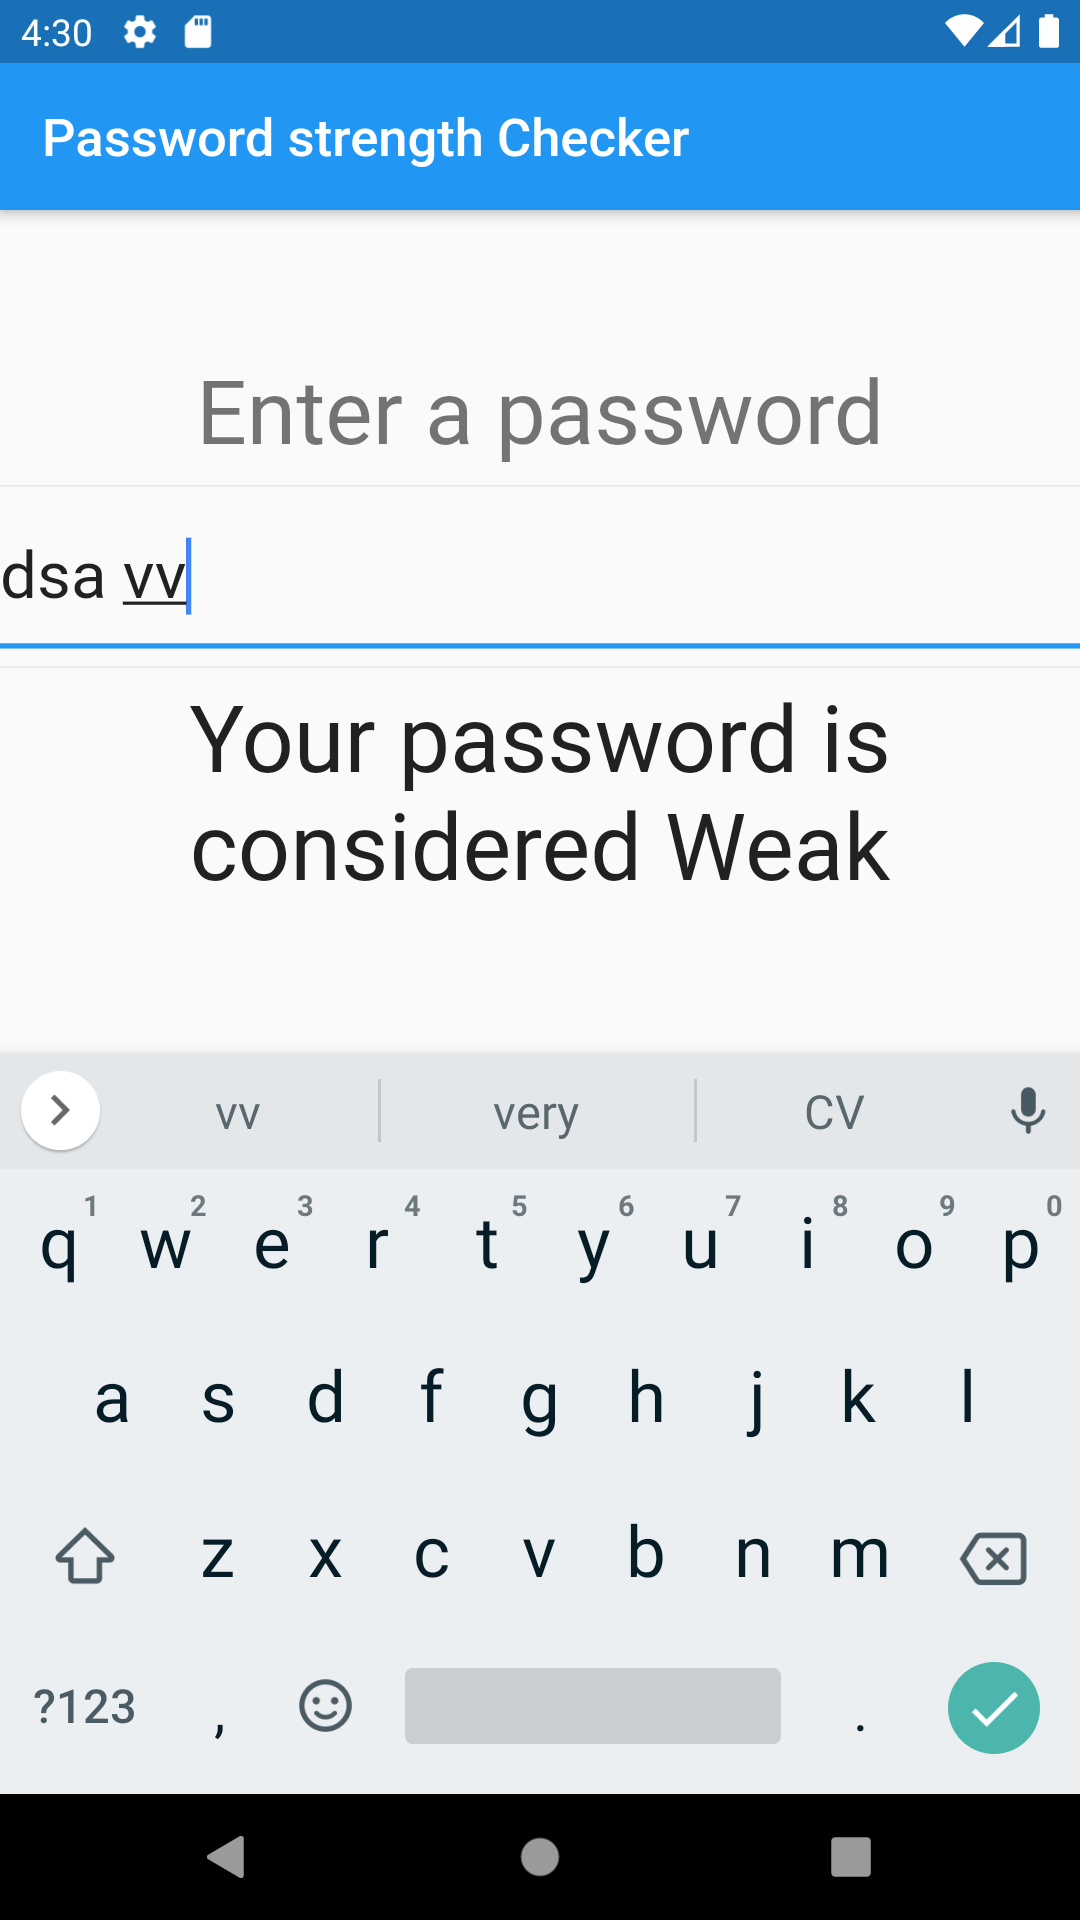 4:30
Password strength Checker
Enter a password
dsa vv
Your password is
considered Weak
vv very CV
1 2 3 4 5 6 7 8 9 0
q w e r t y u i o p
a s d f g h j k l
z x c v b n m
?123 , .